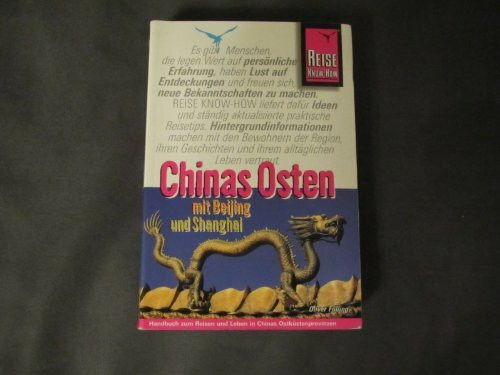 Es gibt Menschen,
die legen Wert auf persönliche
Erfahrung, haben Lust auf
Entdeckungen und freuen sich,
neue Bekanntschaften zu machen.
REISE KNOW-HOW liefert dafür Ideen
und ständig aktualisierte praktische
Reisetips. Hintergrundinformationen
machen mit den Bewohnern der Region,
ihren Geschichten und ihrem alltäglichen
Leben vertraut.
REISE
KNOW-HOW
Chinas Osten
mit Beijing
und Shanghai
Oliver Fülling
Handbuch zum Reisen und Leben in Chinas Ostküstenprovinzen